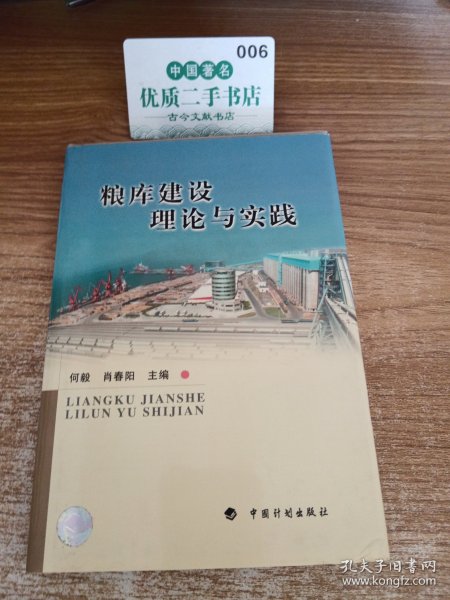 006
中国著名
优质二手书店
古今文献书店
粮库建设
理论与实践
何毅 肖春阳 主编
LIANGKU JIANSHE
LILUN YU SHIJIAN
中国计划出版社
孔夫子旧书网
www.kongfz.com